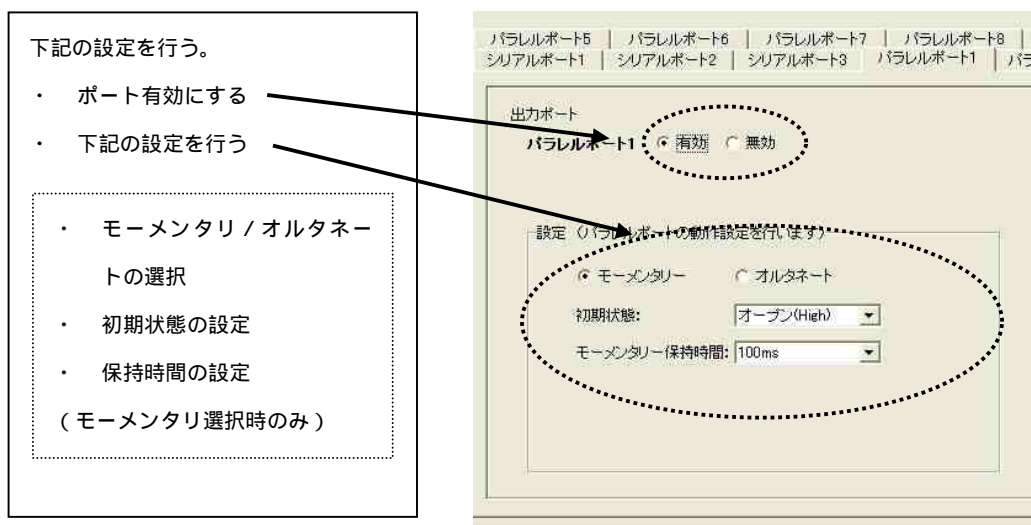 下記の設定を行う。
・ ポート有効にする
・ 下記の設定を行う
・ モーメンタリ／オルタネー
トの選択
・ 初期状態の設定
・ 保持時間の設定
（モーメンタリ選択時のみ）
パラレルポート5 パラレルポート6 パラレルポート7 パラレルポート8
シリアルポート1 シリアルポート2 シリアルポート3 パラレルポート1 パラ
出力ポート
パラレルポート1： 有効 無効
設定（パラレルポートの動作設定を行います）
モーメンタリー オルタネート
初期状態: オープン(High)
モーメンタリー保持時間: 100ms